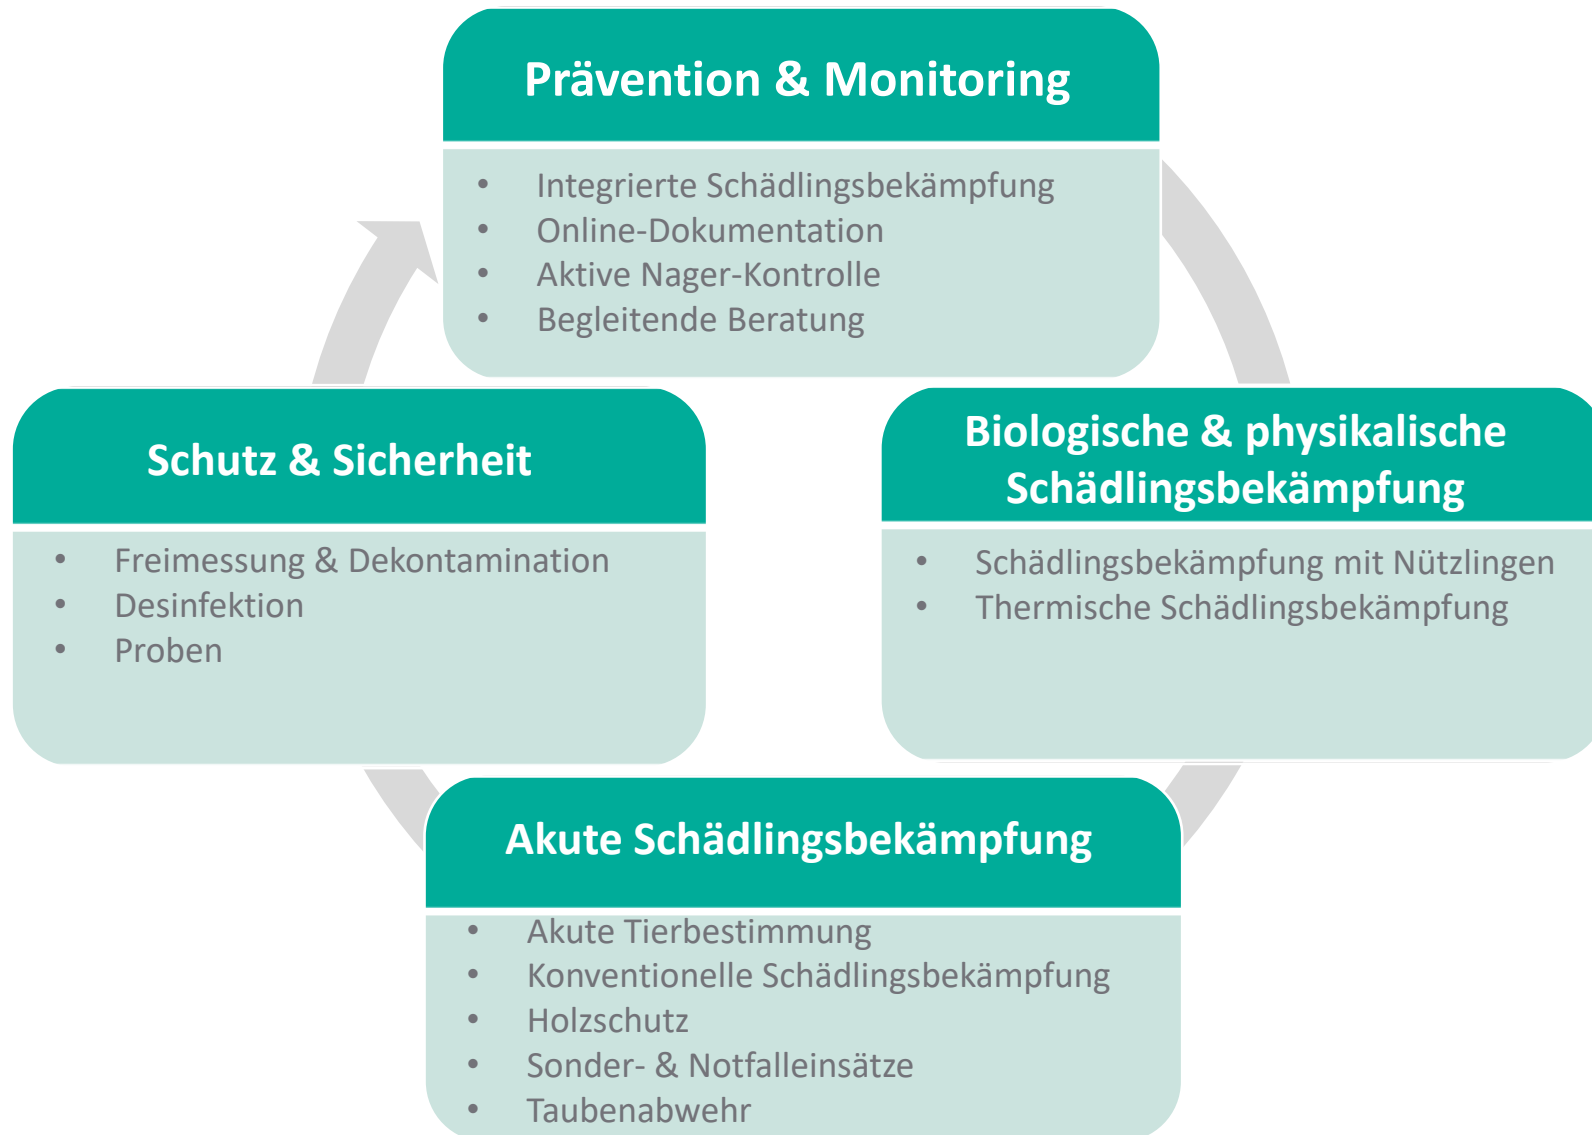 Prävention & Monitoring
• Integrierte Schädlingsbekämpfung
• Online-Dokumentation
• Aktive Nager-Kontrolle
• Begleitende Beratung
Schutz & Sicherheit
• Freimessung & Dekontamination
• Desinfektion
• Proben
Biologische & physikalische
Schädlingsbekämpfung
• Schädlingsbekämpfung mit Nützlingen
• Thermische Schädlingsbekämpfung
Akute Schädlingsbekämpfung
• Akute Tierbestimmung
• Konventionelle Schädlingsbekämpfung
• Holzschutz
• Sonder- & Notfalleinsätze
• Taubenabwehr